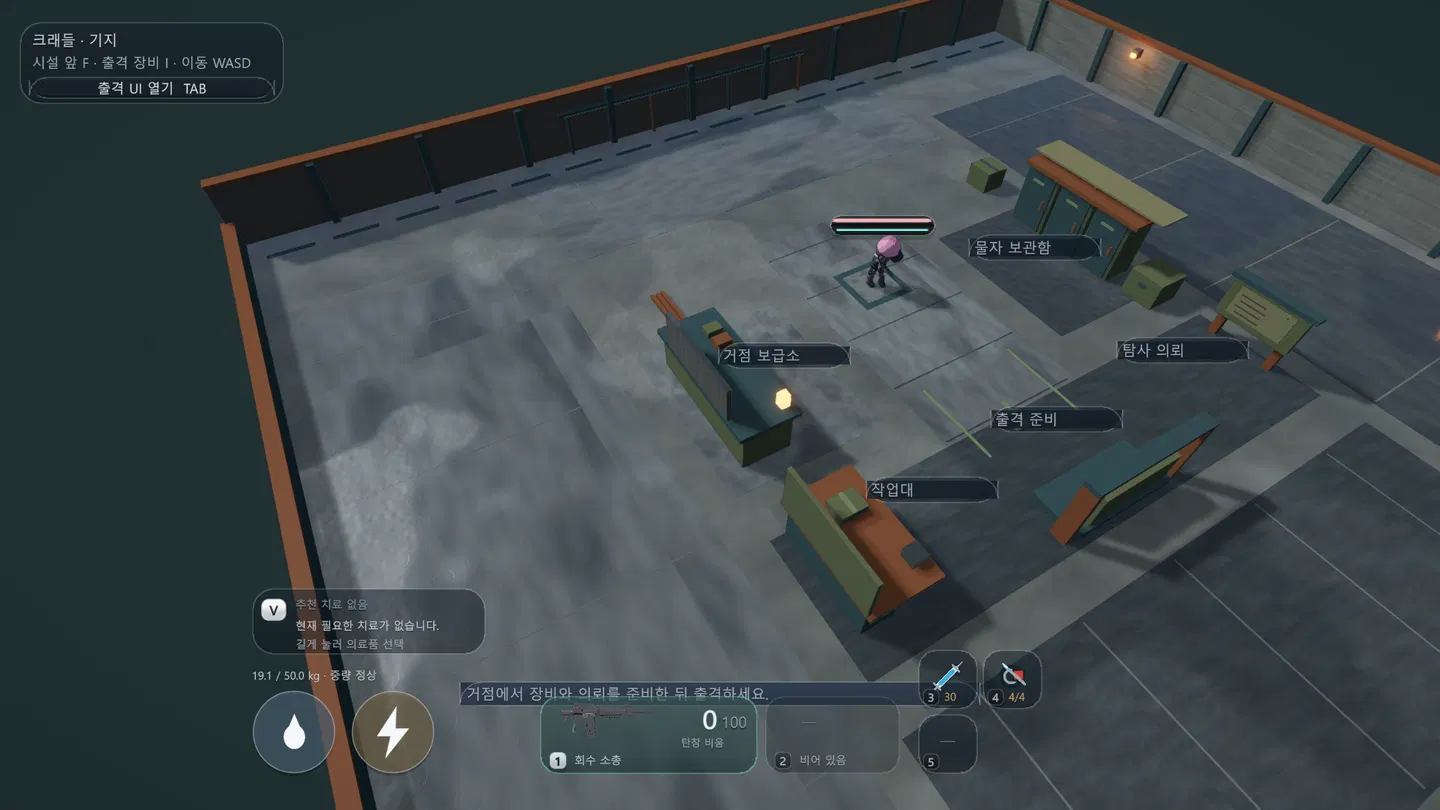 크래들 · 기지
시설 앞 F · 출격 장비 I · 이동 WASD
출격 UI 열기 TAB
물자 보관함
거점 보급소
탐사 의뢰
출격 준비
작업대
V
추천 치료 없음
현재 필요한 치료가 없습니다.
길게 눌러 의료품 선택
19.1 / 50.0 kg · 중량 정상
거점에서 장비와 의뢰를 준비한 뒤 출격하세요.
0 100
탄창 비움
1 회수 소총
2 비어 있음
3 30
4 4/4
5